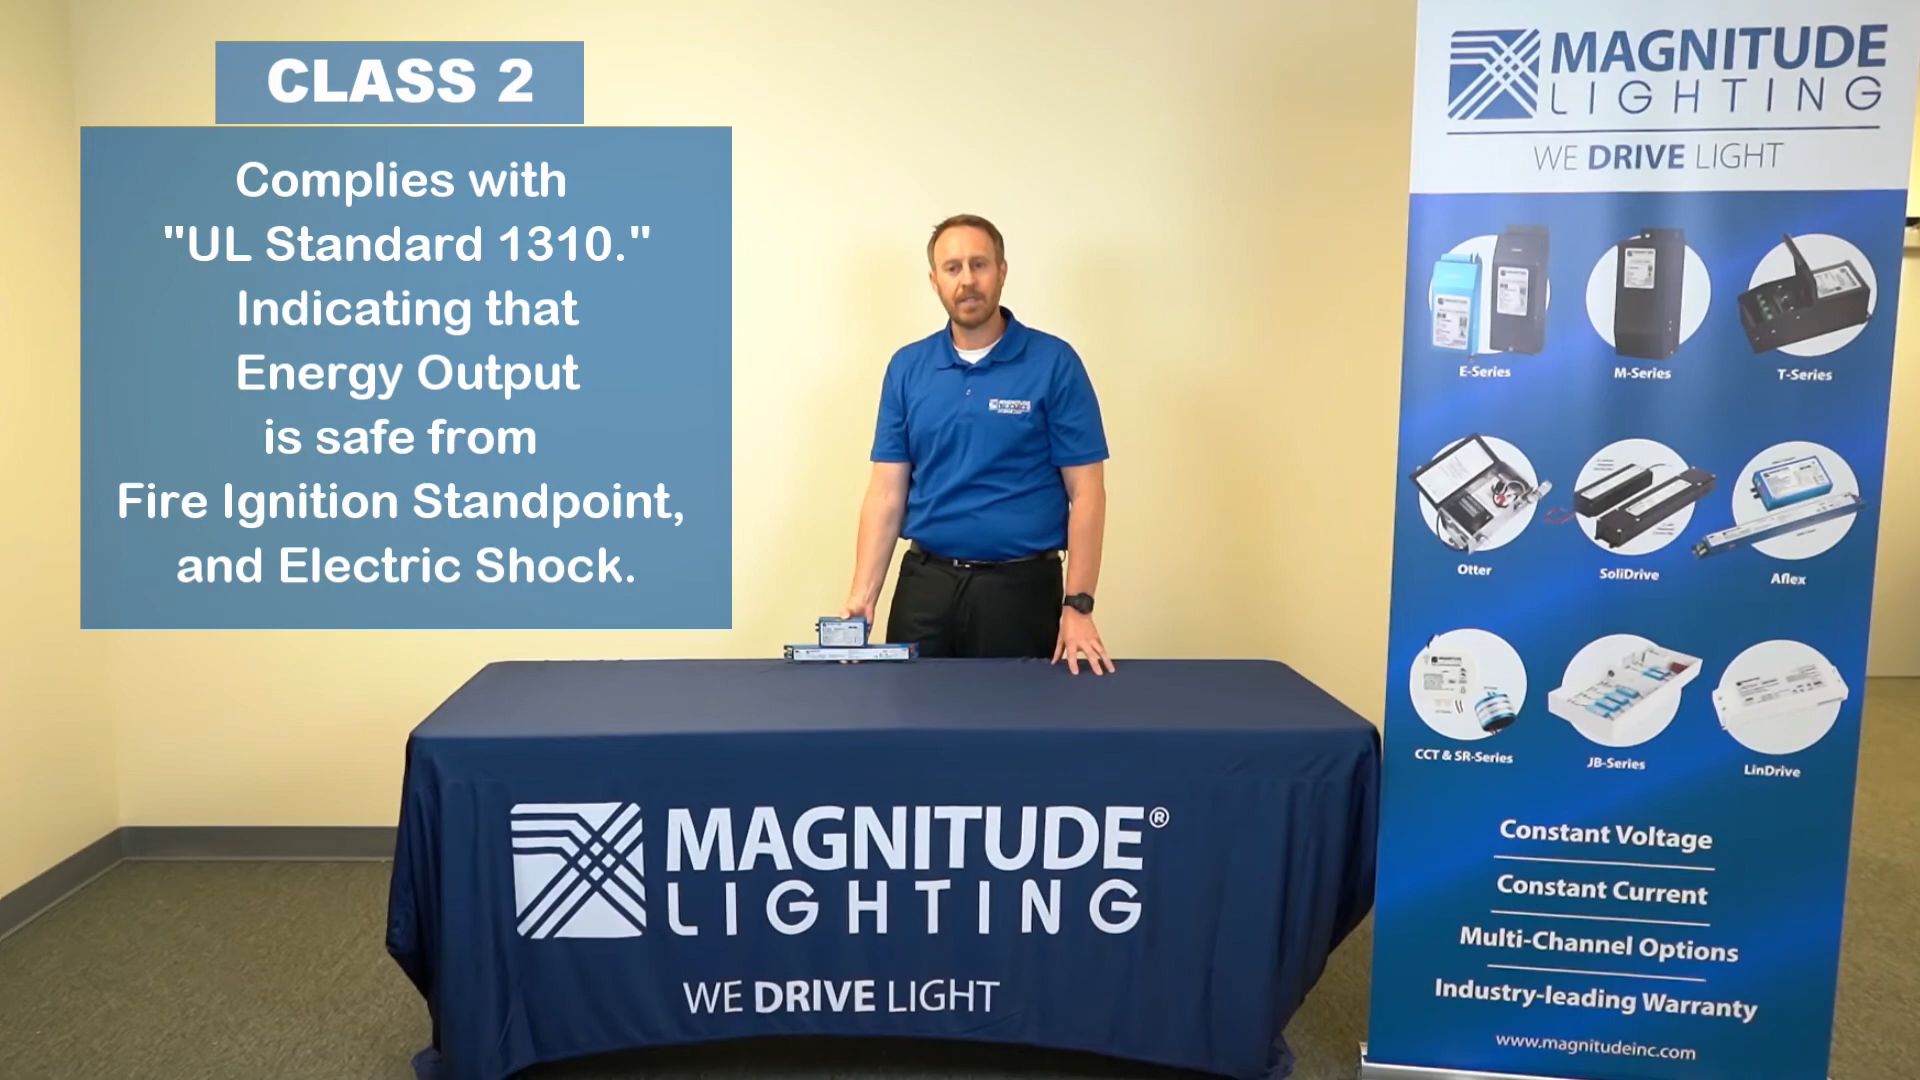 CLASS 2
Complies with
"UL Standard 1310."
Indicating that
Energy Output
is safe from
Fire Ignition Standpoint,
and Electric Shock.
MAGNITUDE
LIGHTING
WE DRIVE LIGHT
E-Series
M-Series
T-Series
Otter
SoliDrive
Aflex
CCT & SR-Series
JB-Series
LinDrive
Constant Voltage
Constant Current
Multi-Channel Options
Industry-leading Warranty
www.magnitudeinc.com
MAGNITUDE
MAGNITUDE®
LIGHTING
WE DRIVE LIGHT